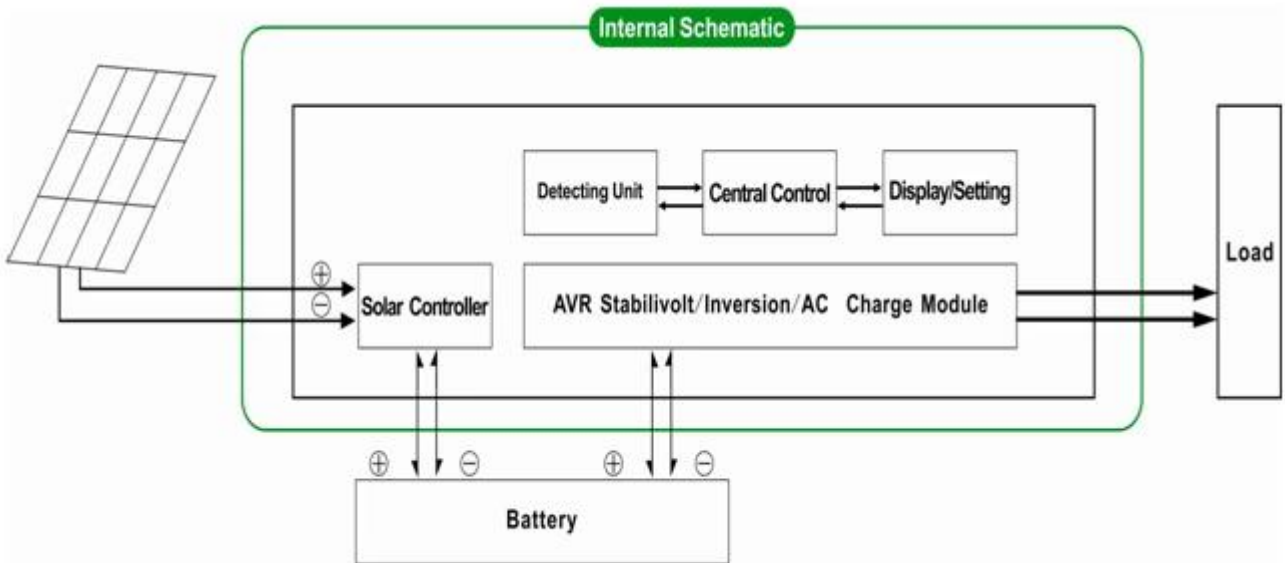 Internal Schematic
Detecting Unit
Central Control
Display/Setting
Load
⊕
⊖
Solar Controller
AVR Stabilivolt/Inversion/AC Charge Module
⊕ ⊖ ⊕ ⊖
Battery